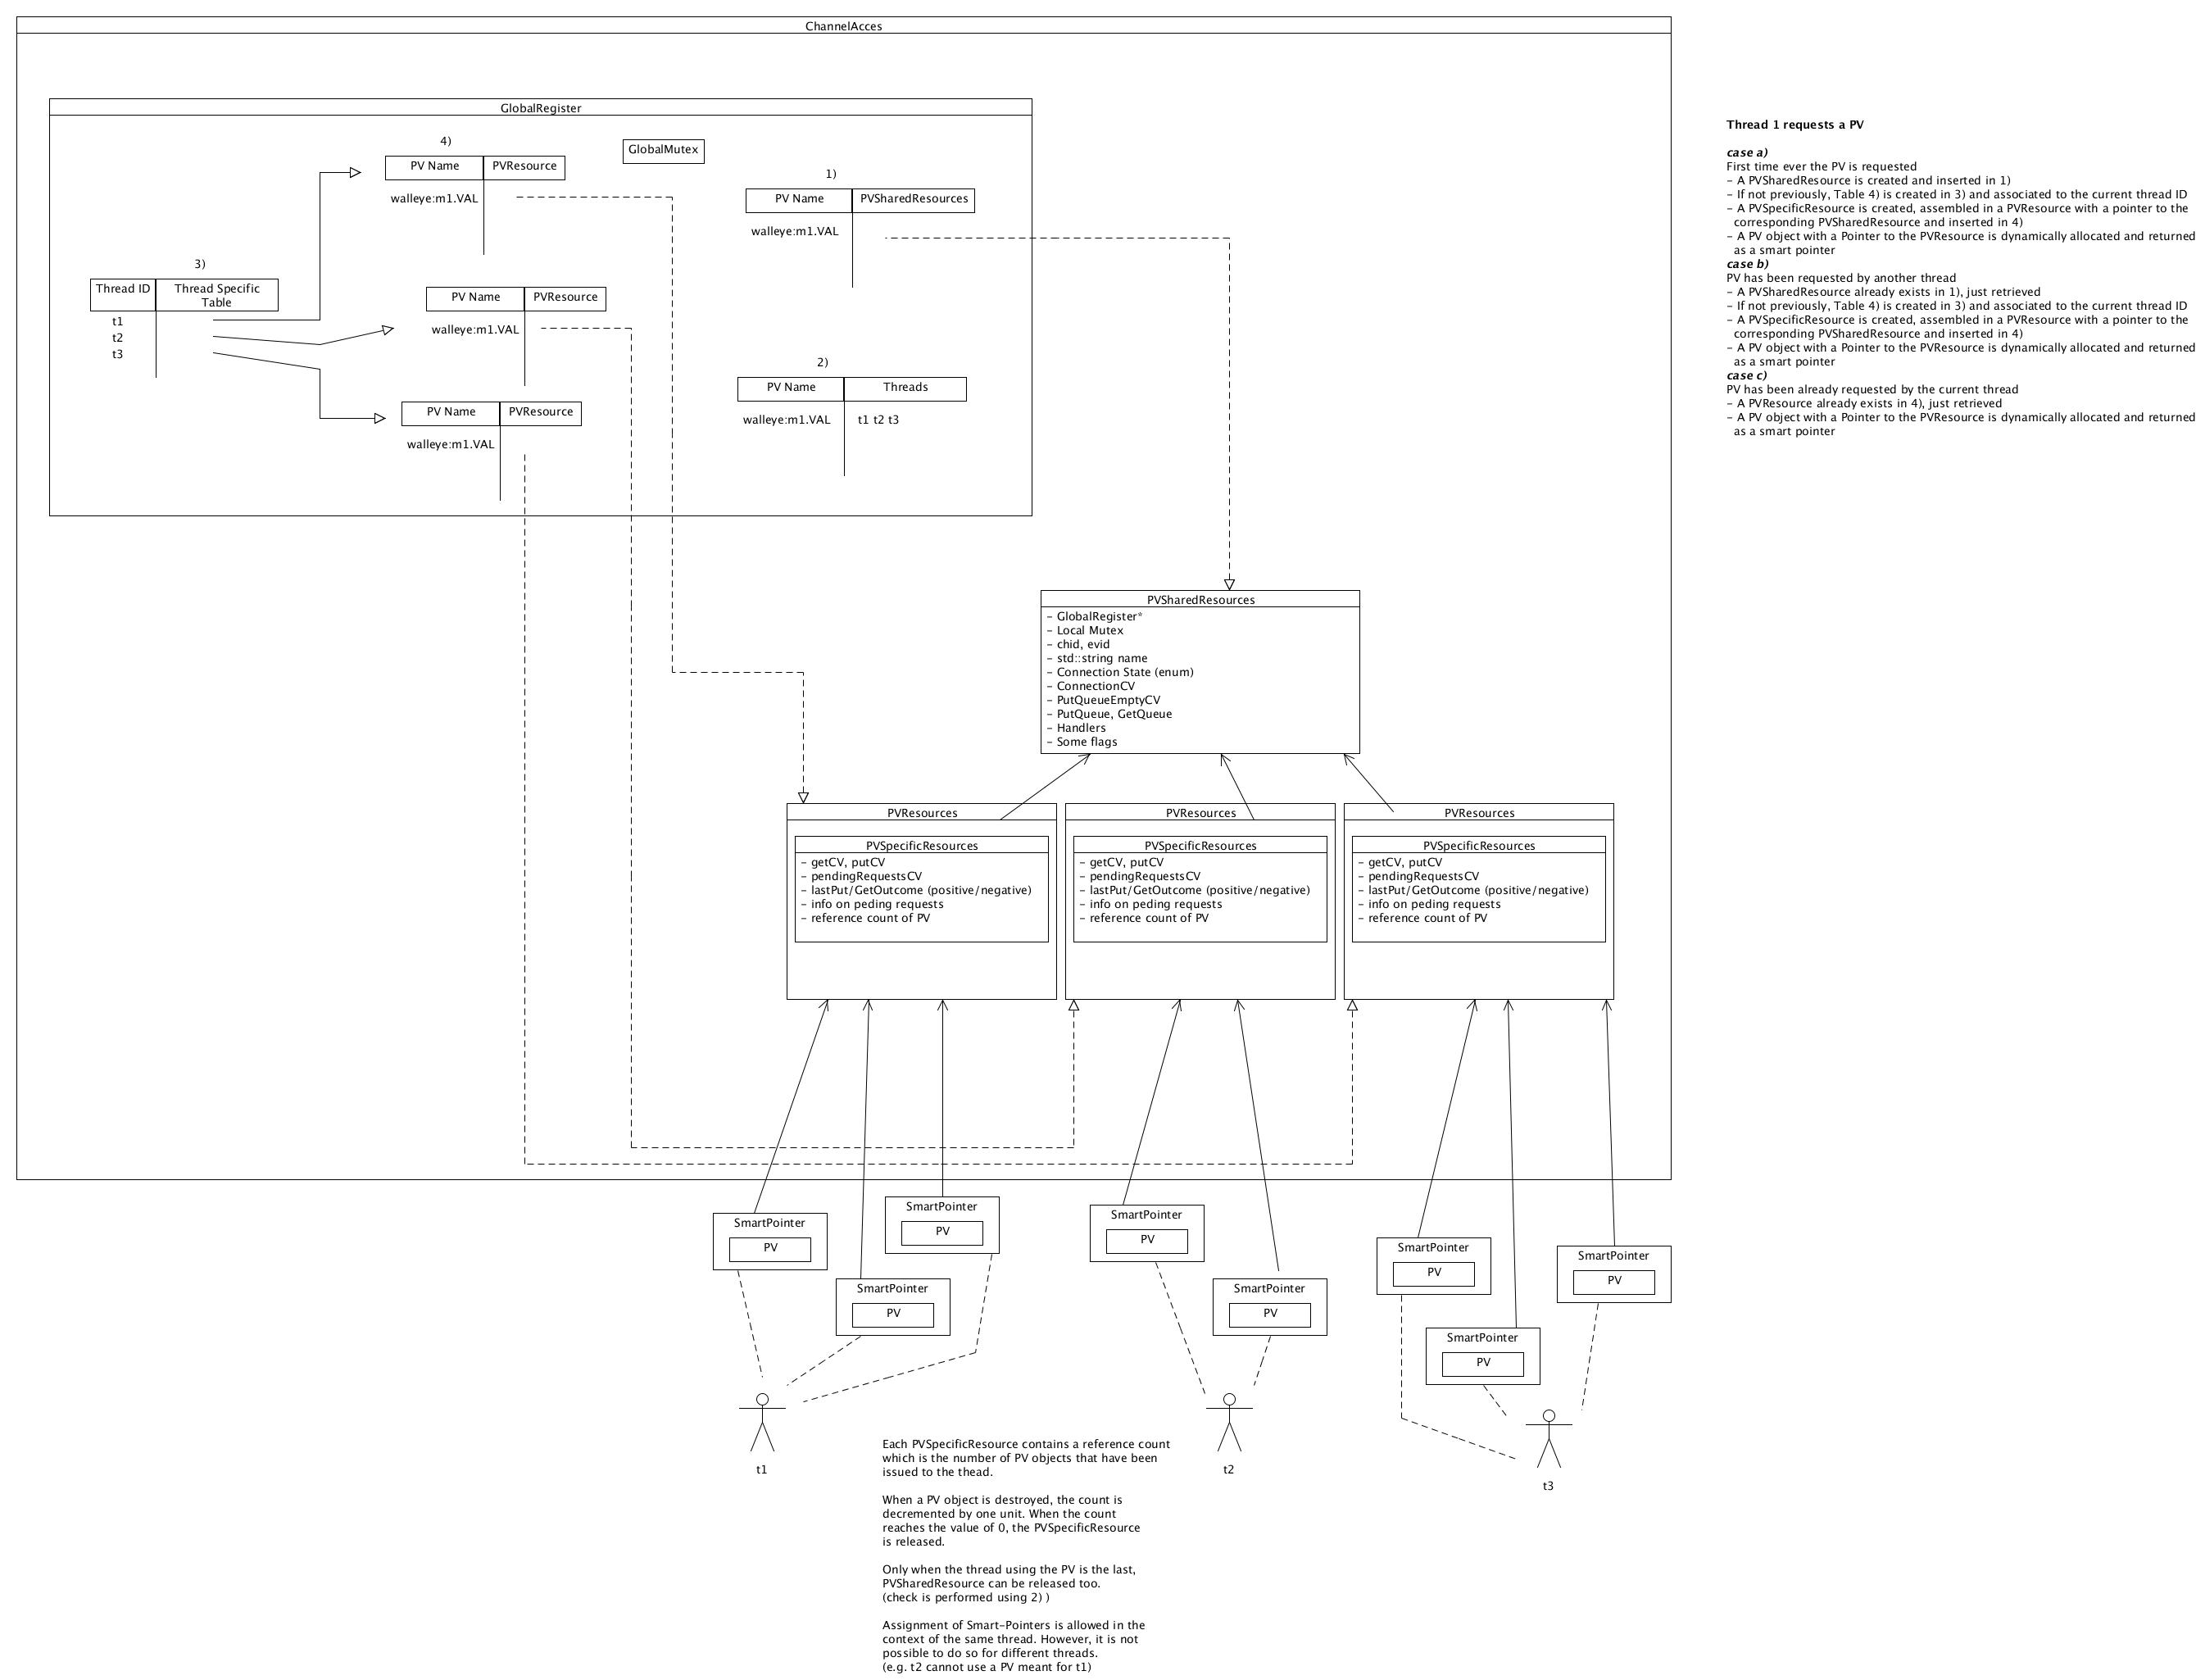 ChannelAcces
GlobalRegister
4)
PV Name PVResource
walleye:m1.VAL
GlobalMutex
1)
PV Name PVSharedResources
walleye:m1.VAL
3)
Thread ID Thread Specific
Table
t1
t2
t3
PV Name PVResource
walleye:m1.VAL
2)
PV Name Threads
walleye:m1.VAL t1 t2 t3
PV Name PVResource
walleye:m1.VAL
Thread 1 requests a PV
case a)
First time ever the PV is requested
- A PVSharedResource is created and inserted in 1)
- If not previously, Table 4) is created in 3) and associated to the current thread ID
- A PVSpecificResource is created, assembled in a PVResource with a pointer to the
corresponding PVSharedResource and inserted in 4)
- A PV object with a Pointer to the PVResource is dynamically allocated and returned
as a smart pointer
case b)
PV has been requested by another thread
- A PVSharedResource already exists in 1), just retrieved
- If not previously, Table 4) is created in 3) and associated to the current thread ID
- A PVSpecificResource is created, assembled in a PVResource with a pointer to the
corresponding PVSharedResource and inserted in 4)
- A PV object with a Pointer to the PVResource is dynamically allocated and returned
as a smart pointer
case c)
PV has been already requested by the current thread
- A PVResource already exists in 4), just retrieved
- A PV object with a Pointer to the PVResource is dynamically allocated and returned
as a smart pointer
PVSharedResources
- GlobalRegister*
- Local Mutex
- chid, evid
- std::string name
- Connection State (enum)
- ConnectionCV
- PutQueueEmptyCV
- PutQueue, GetQueue
- Handlers
- Some flags
PVResources
PVSpecificResources
- getCV, putCV
- pendingRequestsCV
- lastPut/GetOutcome (positive/negative)
- info on peding requests
- reference count of PV
PVResources
PVSpecificResources
- getCV, putCV
- pendingRequestsCV
- lastPut/GetOutcome (positive/negative)
- info on peding requests
- reference count of PV
PVResources
PVSpecificResources
- getCV, putCV
- pendingRequestsCV
- lastPut/GetOutcome (positive/negative)
- info on peding requests
- reference count of PV
SmartPointer
PV
SmartPointer
PV
SmartPointer
PV
SmartPointer
PV
SmartPointer
PV
SmartPointer
PV
SmartPointer
PV
SmartPointer
PV
t1
t2
t3
Each PVSpecificResource contains a reference count
which is the number of PV objects that have been
issued to the thead.
When a PV object is destroyed, the count is
decremented by one unit. When the count
reaches the value of 0, the PVSpecificResource
is released.
Only when the thread using the PV is the last,
PVSharedResource can be released too.
(check is performed using 2) )
Assignment of Smart-Pointers is allowed in the
context of the same thread. However, it is not
possible to do so for different threads.
(e.g. t2 cannot use a PV meant for t1)